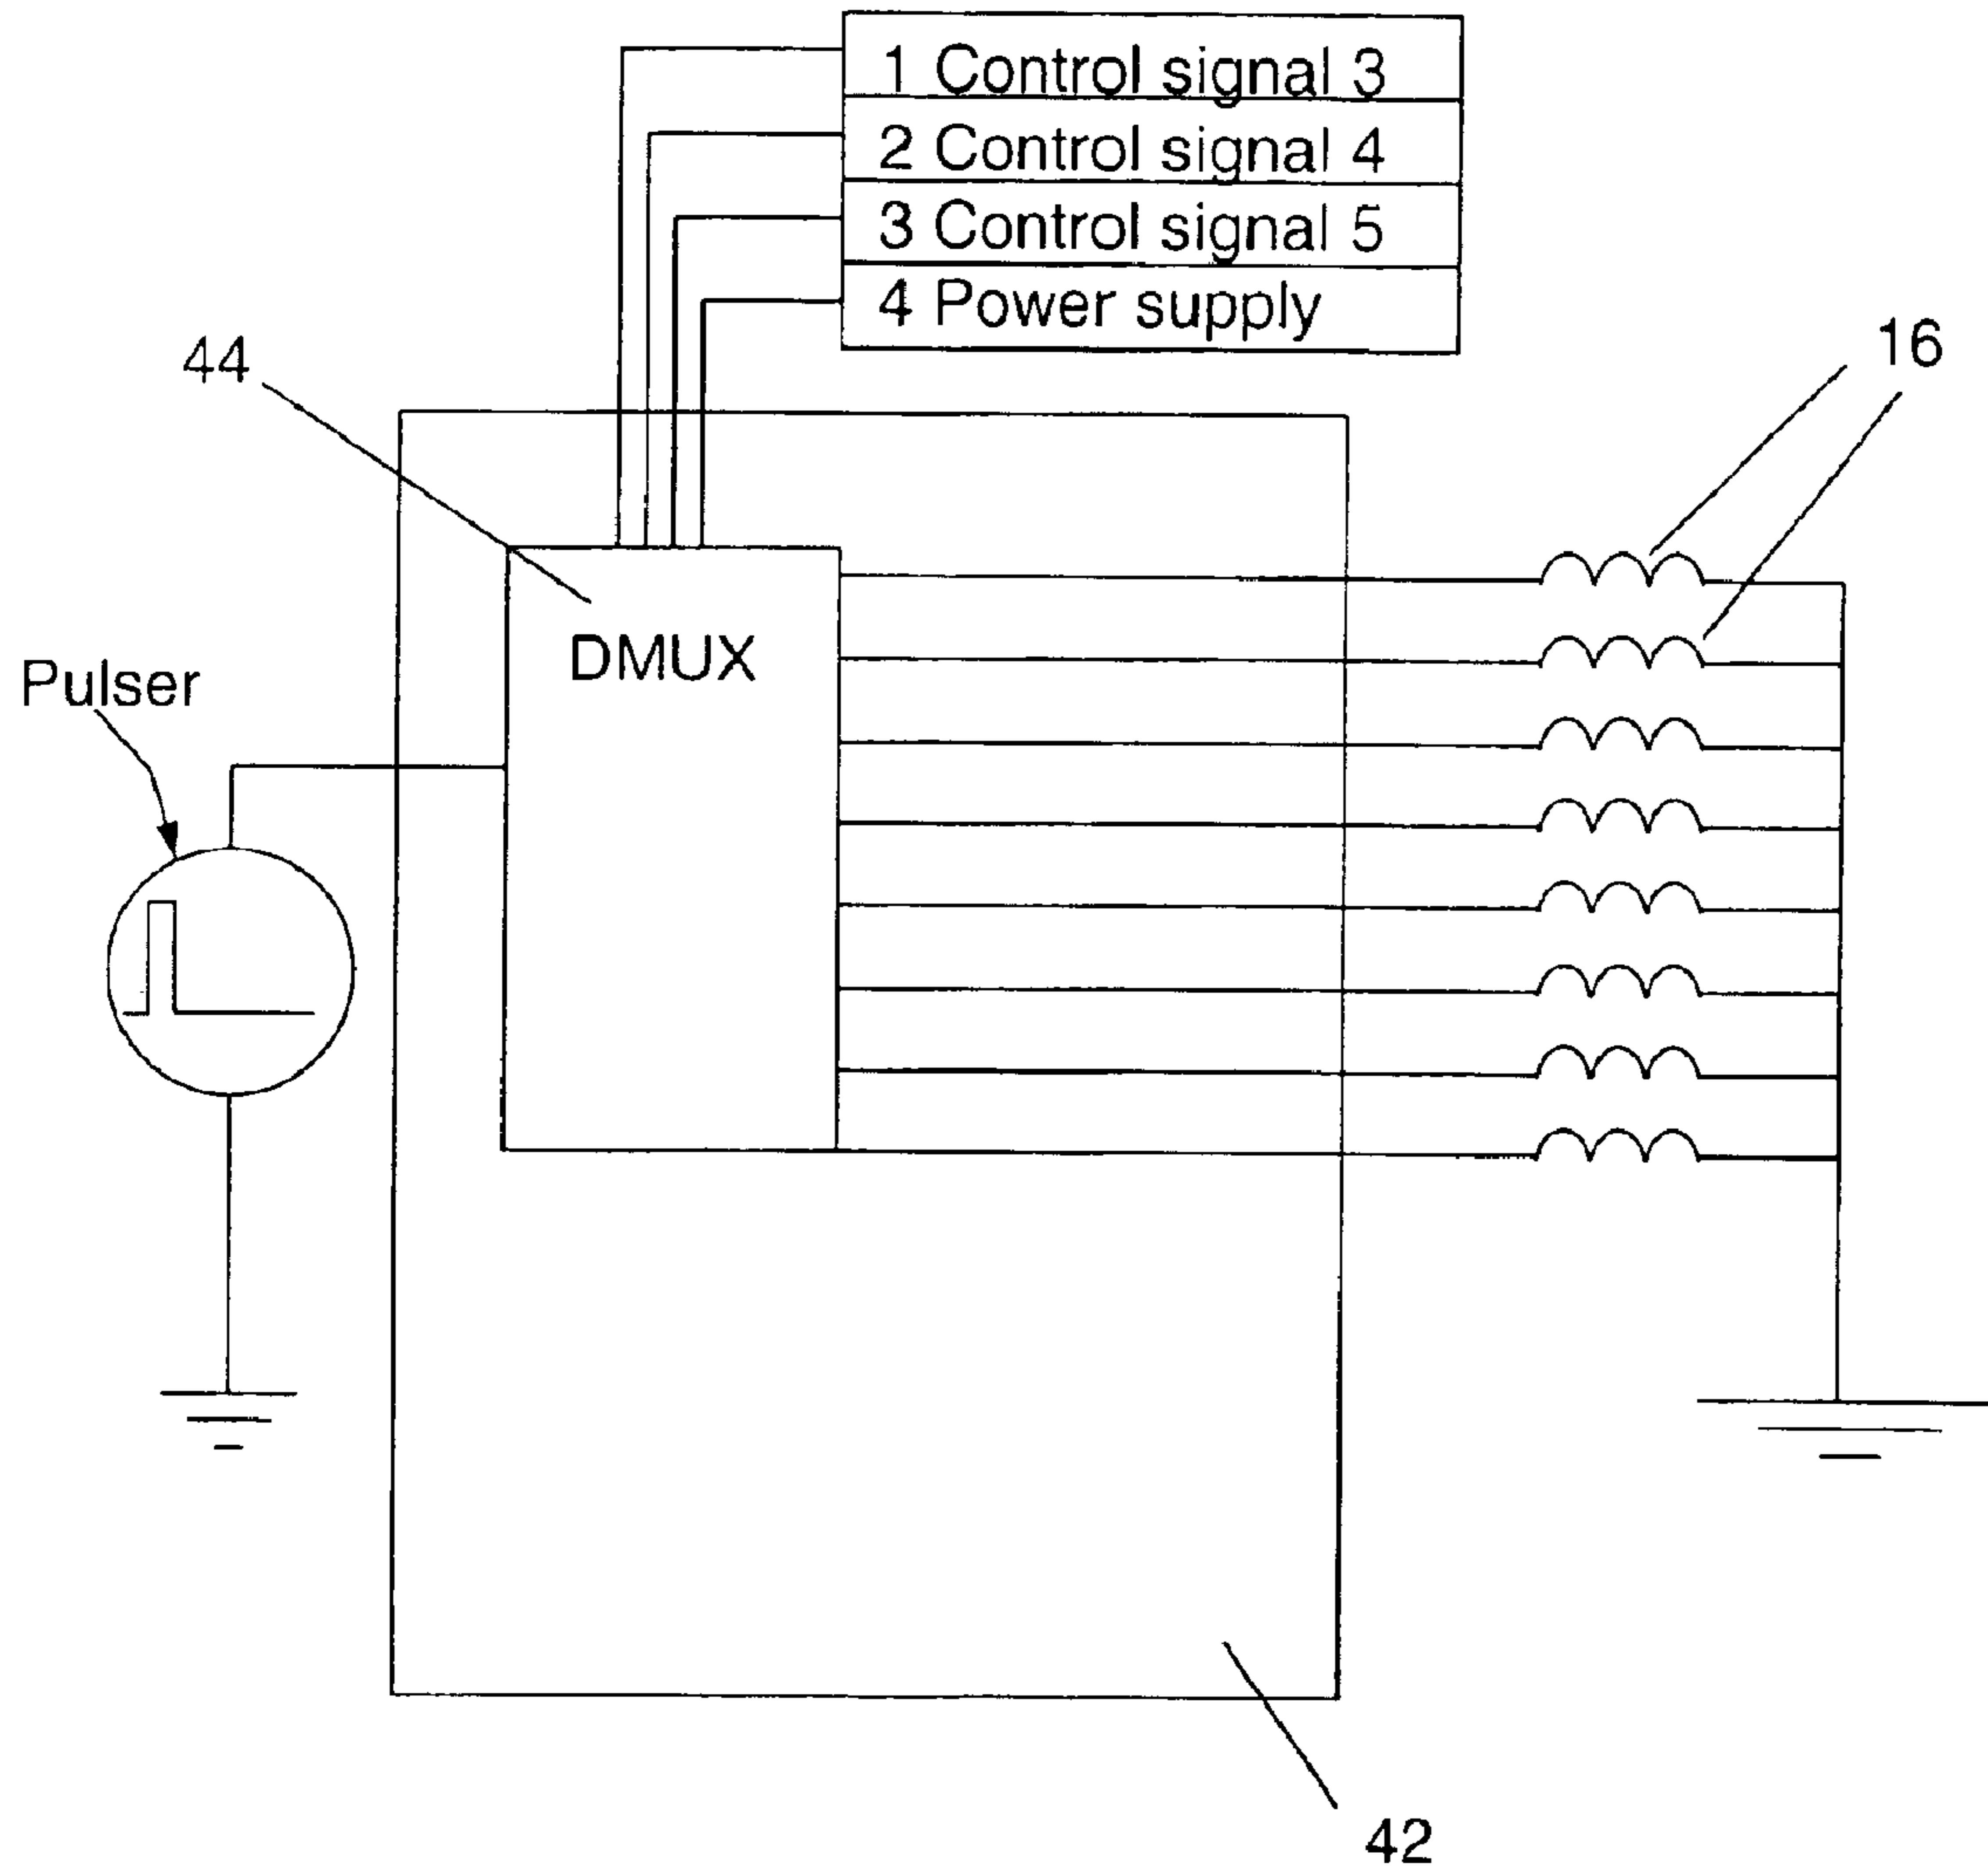 1 Control signal 3
2 Control signal 4
3 Control signal 5
4 Power supply
44
16
DMUX
Pulser
42